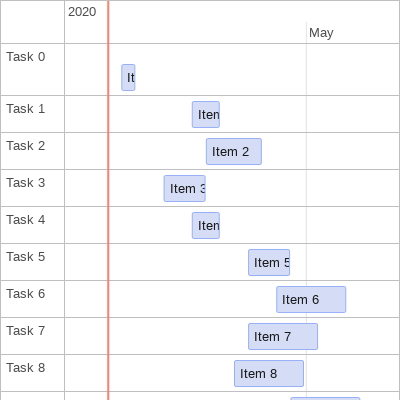 2020
May
Task 0
It
Task 1
Item
Task 2
Item 2
Task 3
Item 3
Task 4
Item
Task 5
Item 5
Task 6
Item 6
Task 7
Item 7
Task 8
Item 8